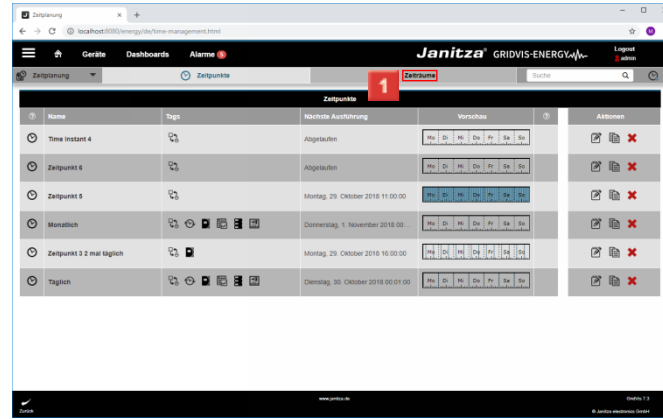 Zeitplanung
localhost:8080/energy/de/time-management.html
Geräte Dashboards Alarme 5 Janitza® GRIDVIS-ENERGY Logout
admin
Zeitplanung Zeitpunkte 1 Zeiträume Suche
Zeitpunkte
Name Tags Nächste Ausführung Vorschau Aktionen
Time Instant 4 Abgelaufen Mo Di Mi Do Fr Sa So
Zeitpunkt 6 Abgelaufen Mo Di Mi Do Fr Sa So
Zeitpunkt 5 Montag, 29. Oktober 2018 11:00:00 Mo Di Mi Do Fr Sa So
Monatlich Donnerstag, 1. November 2018 00:... Mo Di Mi Do Fr Sa So
Zeitpunkt 3 2 mal täglich Montag, 29. Oktober 2018 16:00:00 Mo Di Mi Do Fr Sa So
Täglich Dienstag, 30. Oktober 2018 00:01:00 Mo Di Mi Do Fr Sa So
www.janitza.de GridVis 7.3
Zurück © Janitza electronics GmbH